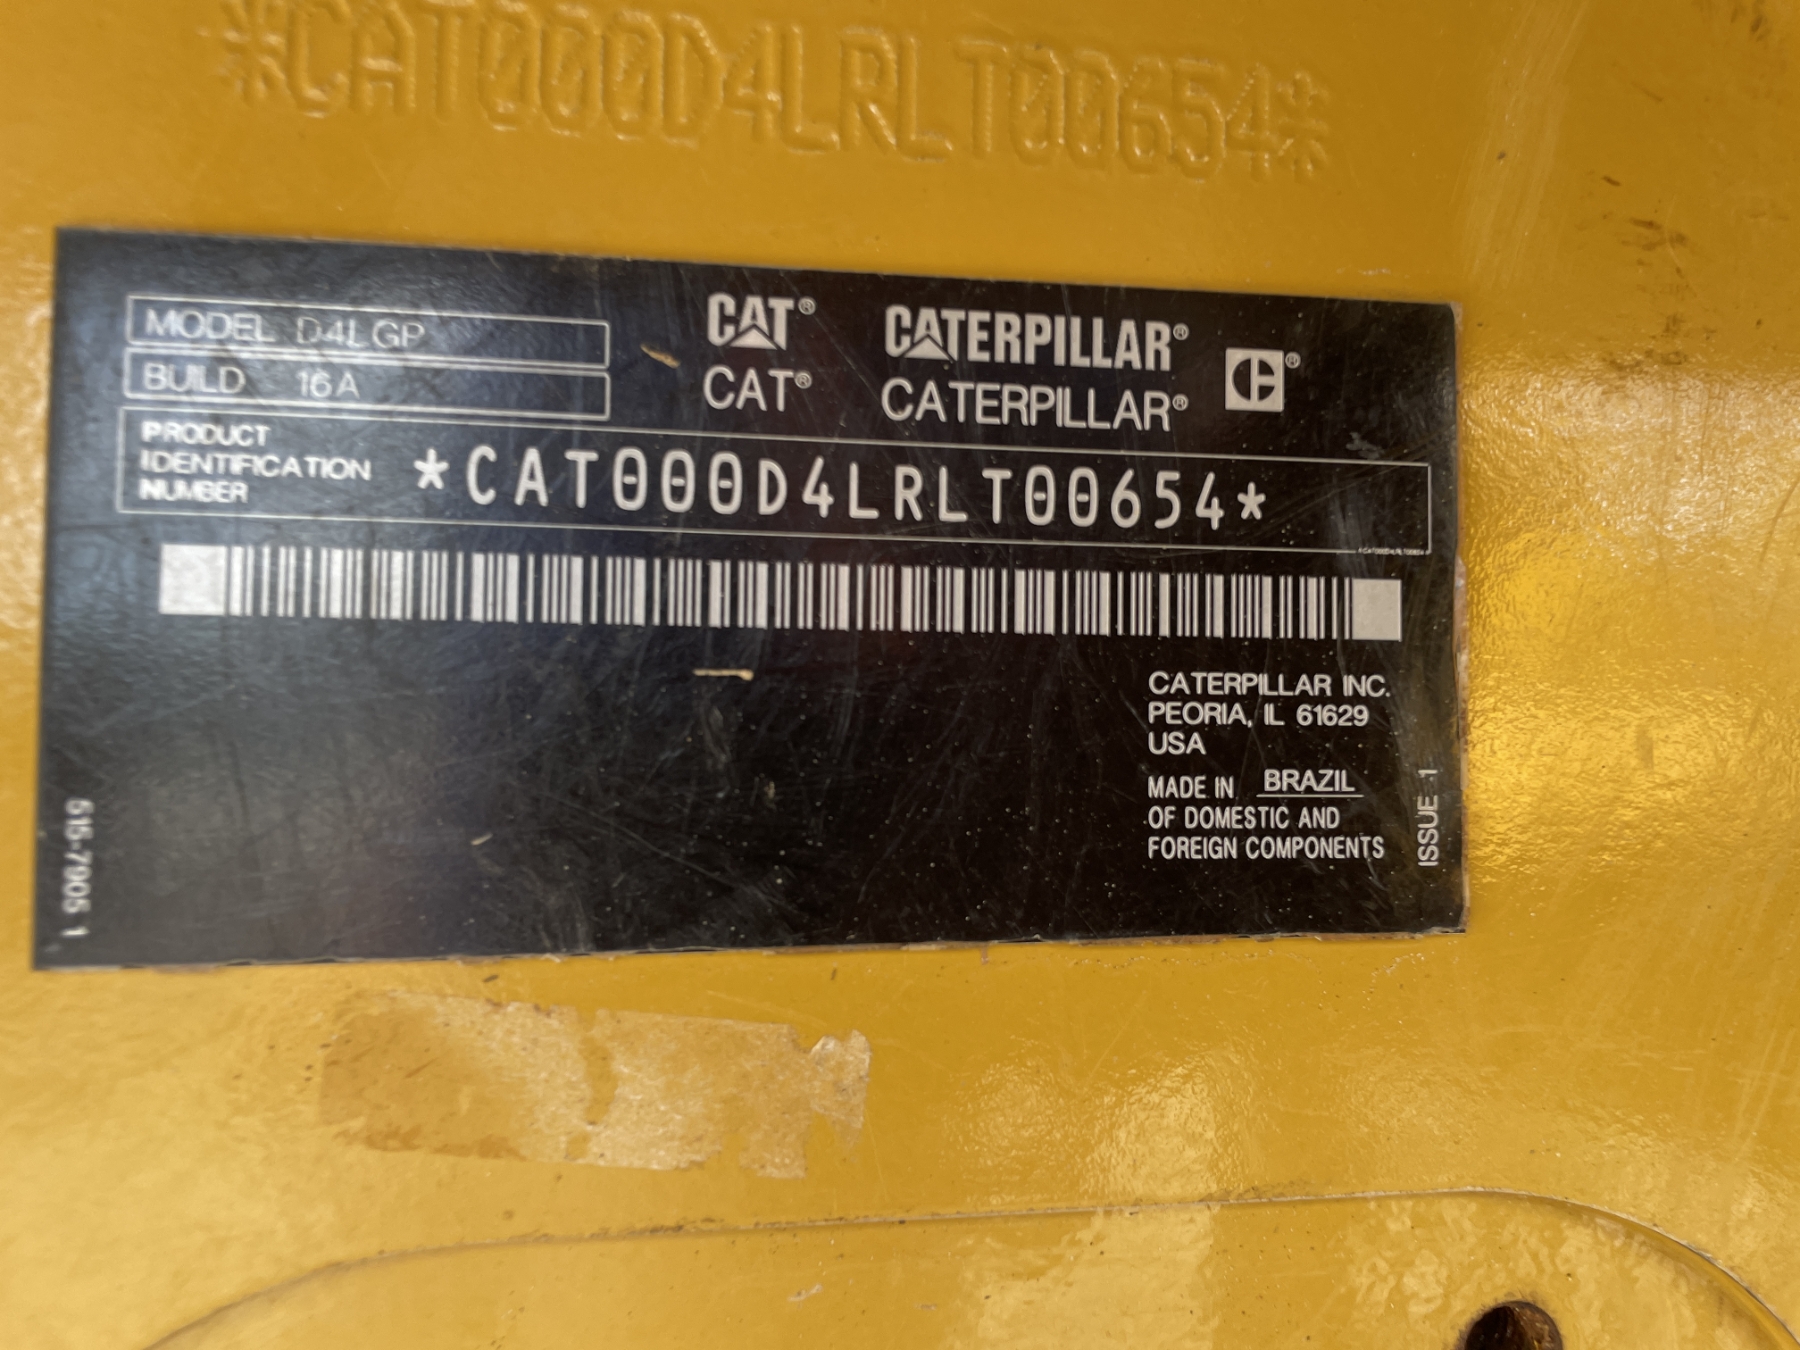 *CAT000D4LRLT00654*
MODEL D4LGP
BUILD 16A
CAT® CATERPILLAR®
CAT® CATERPILLAR®
PRODUCT
IDENTIFICATION
NUMBER
*CAT000D4LRLT00654*
*CAT000D4LRLT00654*
CATERPILLAR INC.
PEORIA, IL 61629
USA
MADE IN BRAZIL
OF DOMESTIC AND
FOREIGN COMPONENTS
ISSUE 1
515-7905 1